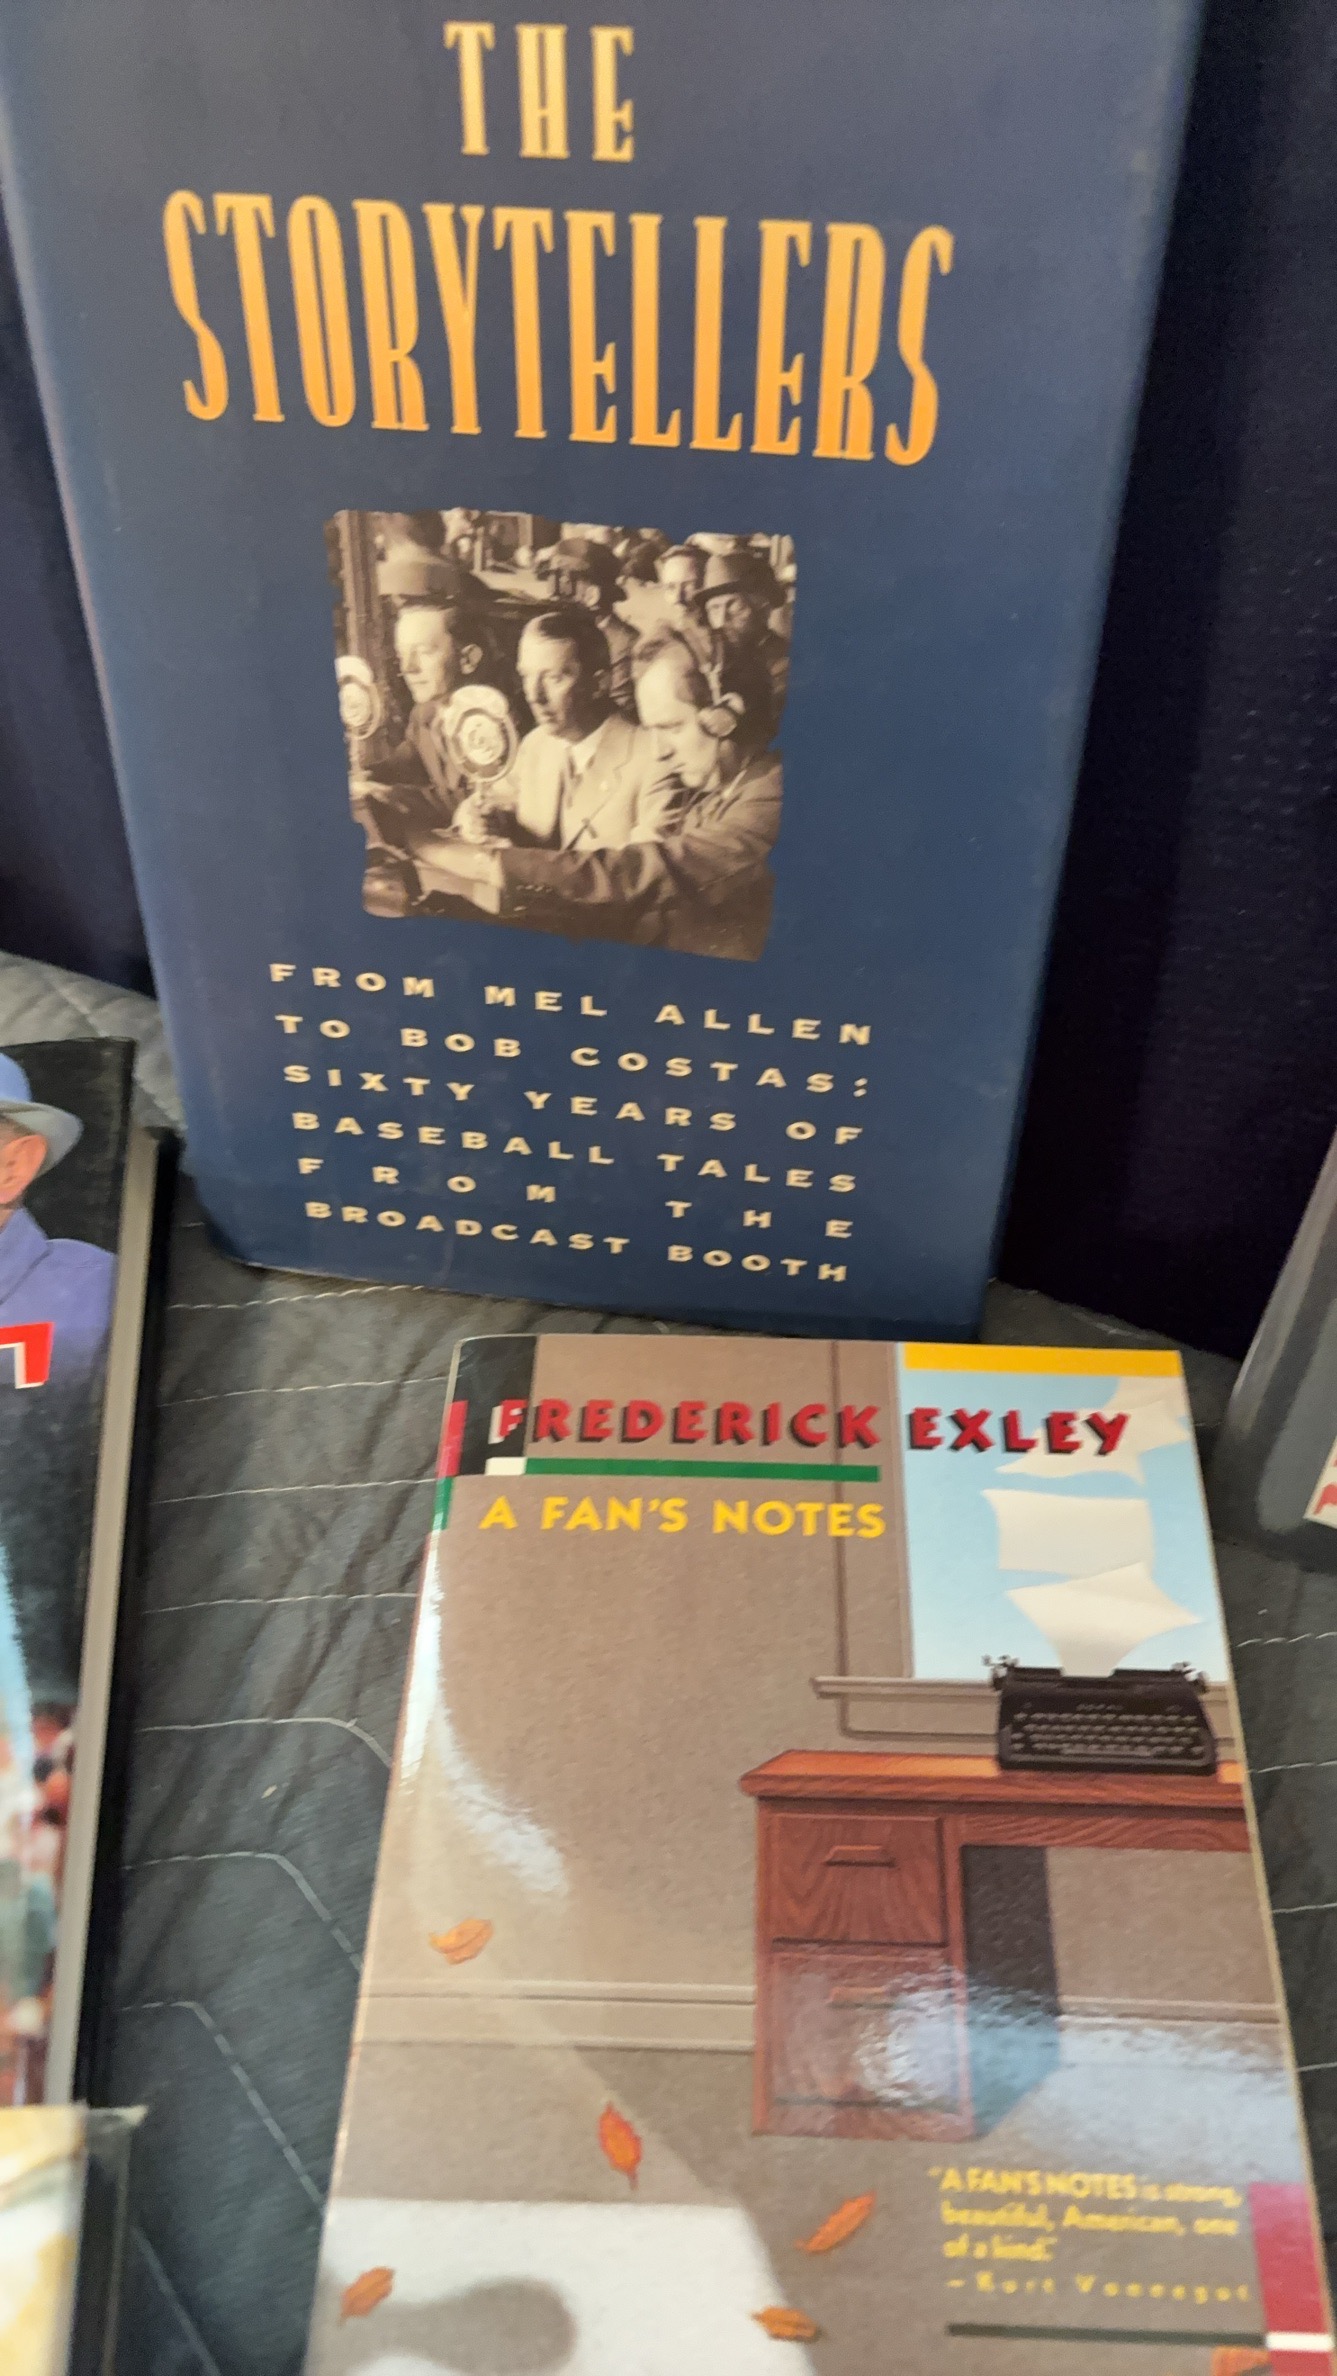 THE
STORYTELLERS
FROM MEL ALLEN
TO BOB COSTAS:
SIXTY YEARS OF
BASEBALL TALES
FROM THE
BROADCAST BOOTH
FREDERICK EXLEY
A FAN'S NOTES
"A FAN'S NOTES is strong,
beautiful, American, one
of a kind."
– Kurt Vonnegut